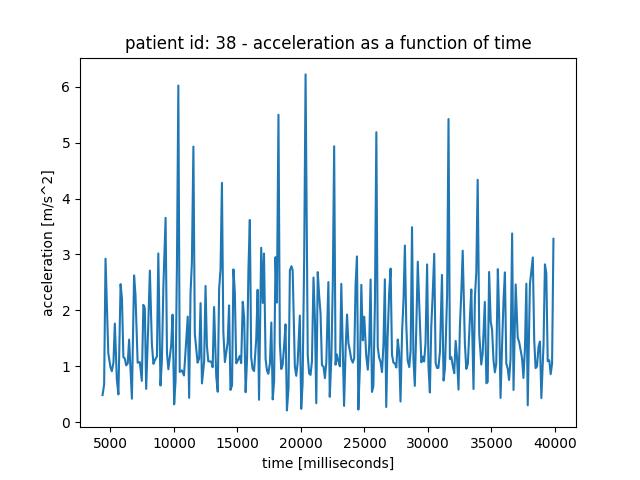 patient id: 38 - acceleration as a function of time
6
5
4
3
2
1
0
acceleration [m/s^2]
5000 10000 15000 20000 25000 30000 35000 40000
time [milliseconds]